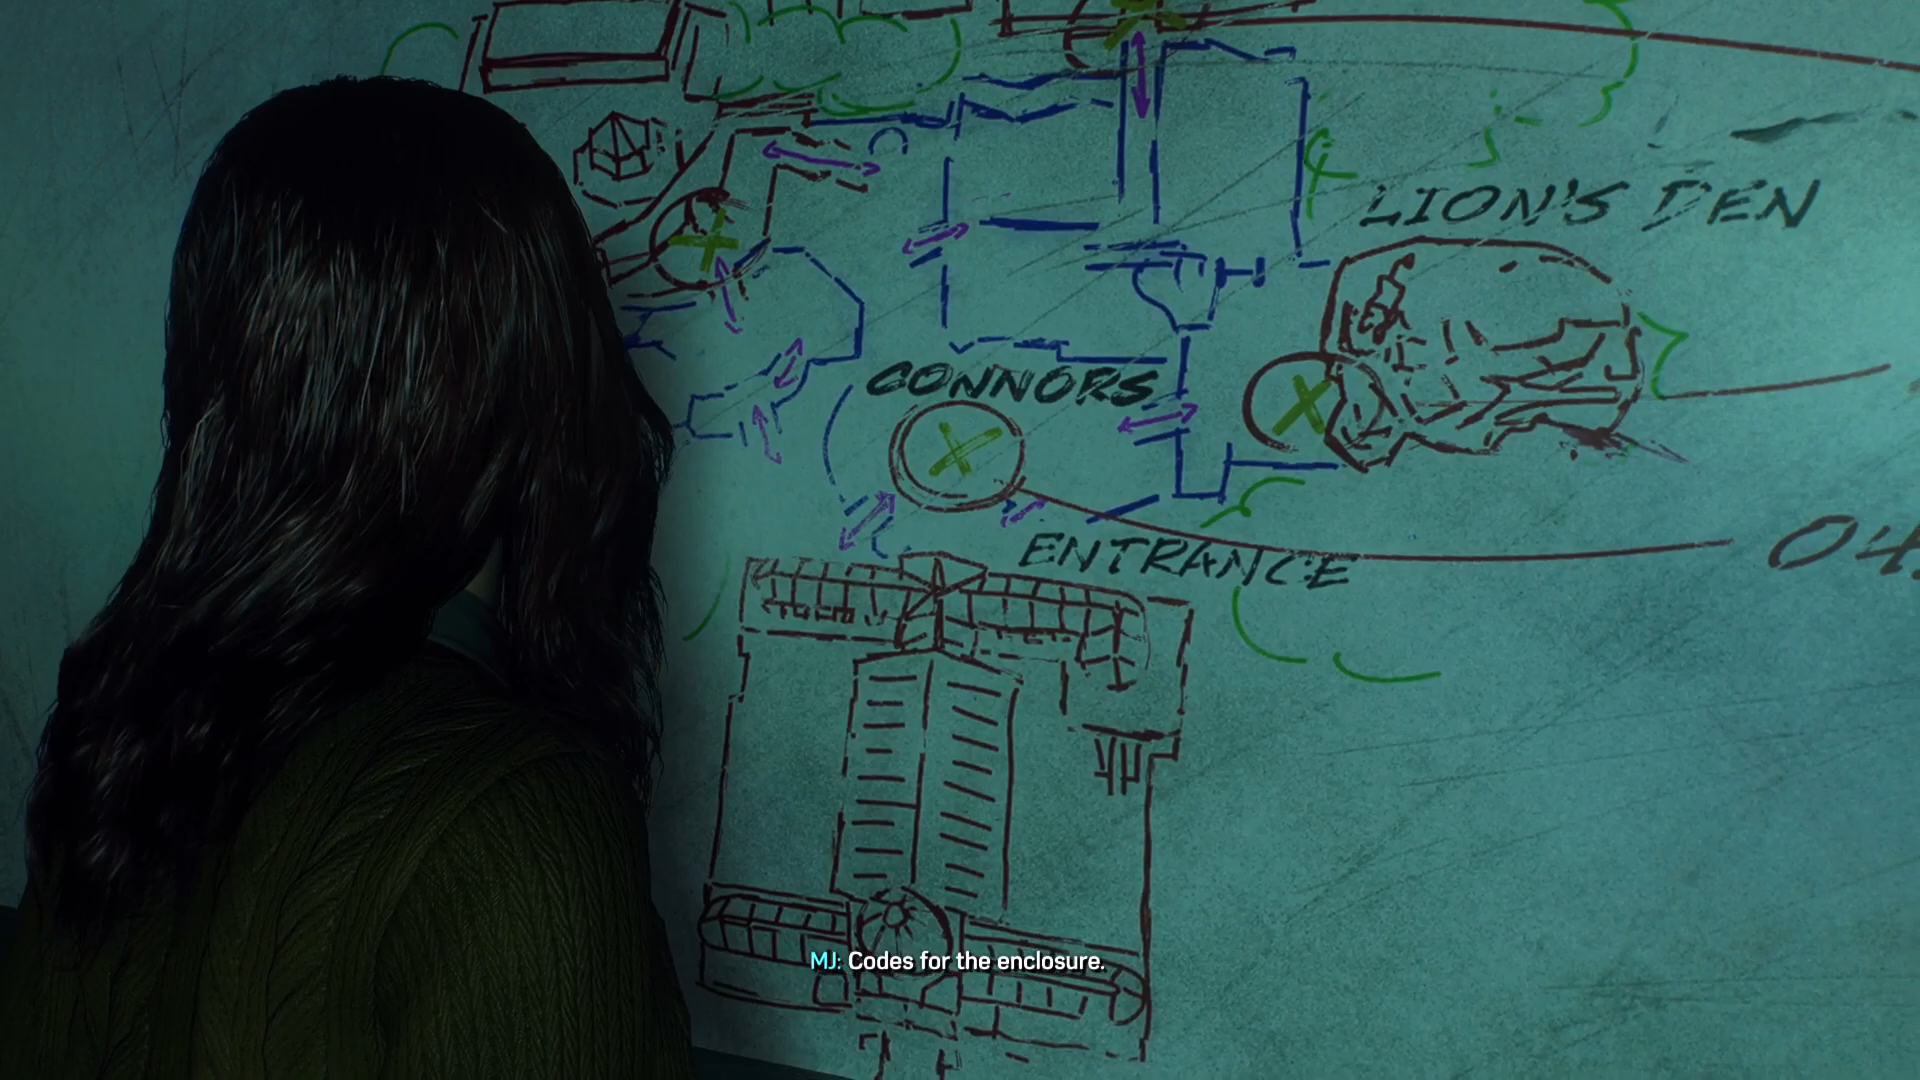 LION'S DEN
CONNORS
ENTRANCE
04
MJ: Codes for the enclosure.